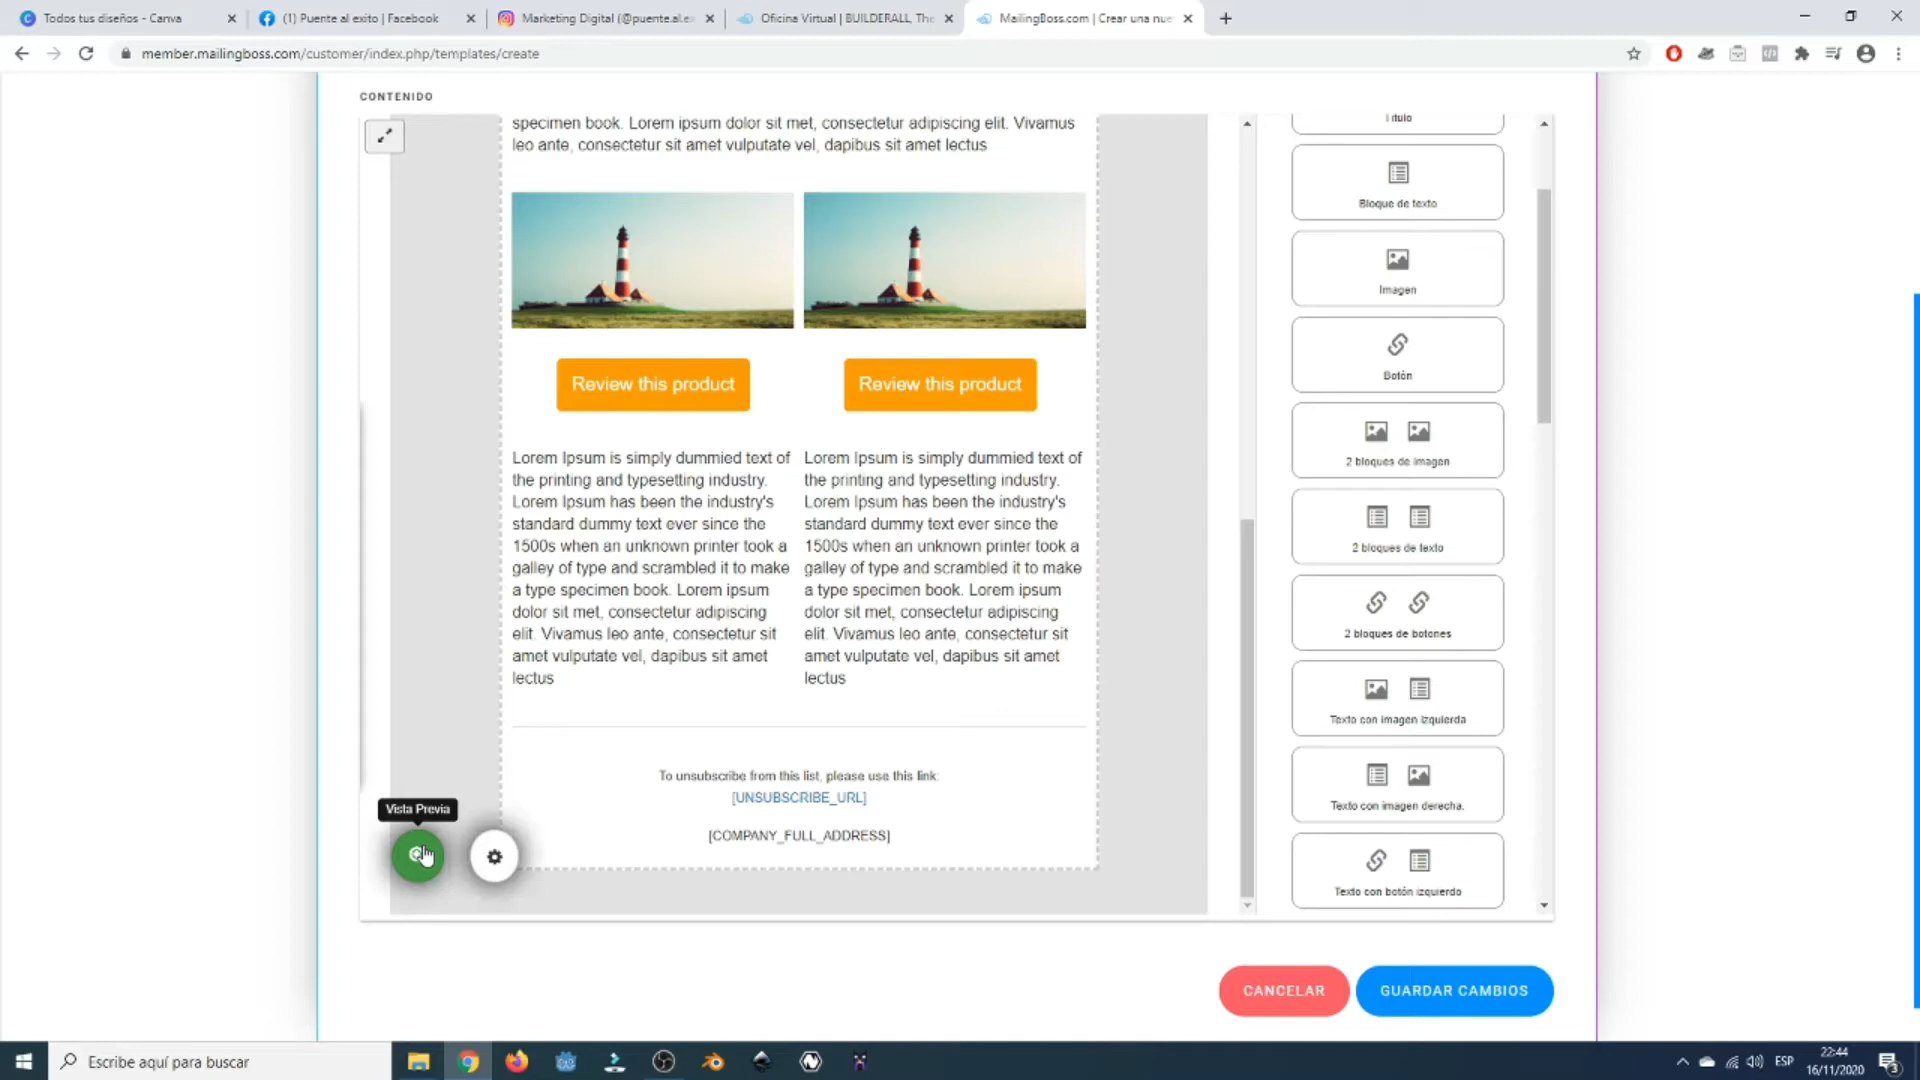 Todos tus diseños - Canva
(1) Puente al exito | Facebook
Marketing Digital (@puente.al.ex
Oficina Virtual | BUILDERALL, The
MailingBoss.com | Crear una nue
member.mailingboss.com/customer/index.php/templates/create
CONTENIDO
specimen book. Lorem ipsum dolor sit met, consectetur adipiscing elit. Vivamus
leo ante, consectetur sit amet vulputate vel, dapibus sit amet lectus
Review this product
Review this product
Lorem Ipsum is simply dummied text of
the printing and typesetting industry.
Lorem Ipsum has been the industry's
standard dummy text ever since the
1500s when an unknown printer took a
galley of type and scrambled it to make
a type specimen book. Lorem ipsum
dolor sit met, consectetur adipiscing
elit. Vivamus leo ante, consectetur sit
amet vulputate vel, dapibus sit amet
lectus
Lorem Ipsum is simply dummied text of
the printing and typesetting industry.
Lorem Ipsum has been the industry's
standard dummy text ever since the
1500s when an unknown printer took a
galley of type and scrambled it to make
a type specimen book. Lorem ipsum
dolor sit met, consectetur adipiscing
elit. Vivamus leo ante, consectetur sit
amet vulputate vel, dapibus sit amet
lectus
To unsubscribe from this list, please use this link:
[UNSUBSCRIBE_URL]
[COMPANY_FULL_ADDRESS]
Vista Previa
Título
Bloque de texto
Imagen
Botón
2 bloques de imagen
2 bloques de texto
2 bloques de botones
Texto con imagen izquierda
Texto con imagen derecha.
Texto con botón izquierdo
CANCELAR
GUARDAR CAMBIOS
Escribe aquí para buscar
ESP
22:44
16/11/2020
3